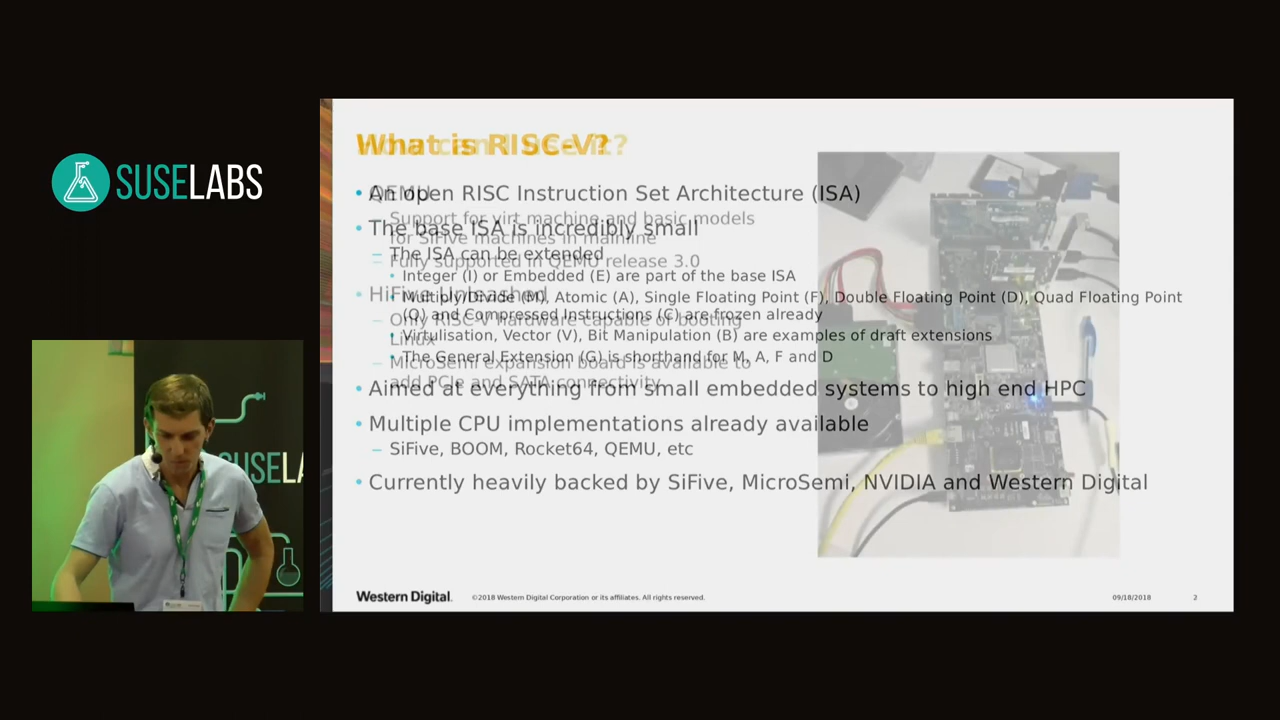 SUSELABS
What is RISC-V?
How can I use it?
• An open RISC Instruction Set Architecture (ISA)
• The base ISA is incredibly small
– The ISA can be extended
• Integer (I) or Embedded (E) are part of the base ISA
• Multiply/Divide (M), Atomic (A), Single Floating Point (F), Double Floating Point (D), Quad Floating Point
(Q) and Compressed Instructions (C) are frozen already
• Virtulisation, Vector (V), Bit Manipulation (B) are examples of draft extensions
• The General Extension (G) is shorthand for M, A, F and D
• Aimed at everything from small embedded systems to high end HPC
• Multiple CPU implementations already available
– SiFive, BOOM, Rocket64, QEMU, etc
• Currently heavily backed by SiFive, MicroSemi, NVIDIA and Western Digital
• QEMU
– Support for virt machine and basic models
for SiFive machines in mainline
– Fully supported in QEMU release 3.0
• HiFive Unleashed
– Only RISC-V hardware capable of booting
Linux
– MicroSemi expansion board is available to
add PCIe and SATA connectivity
Western Digital.
©2018 Western Digital Corporation or its affiliates. All rights reserved.
09/18/2018
2